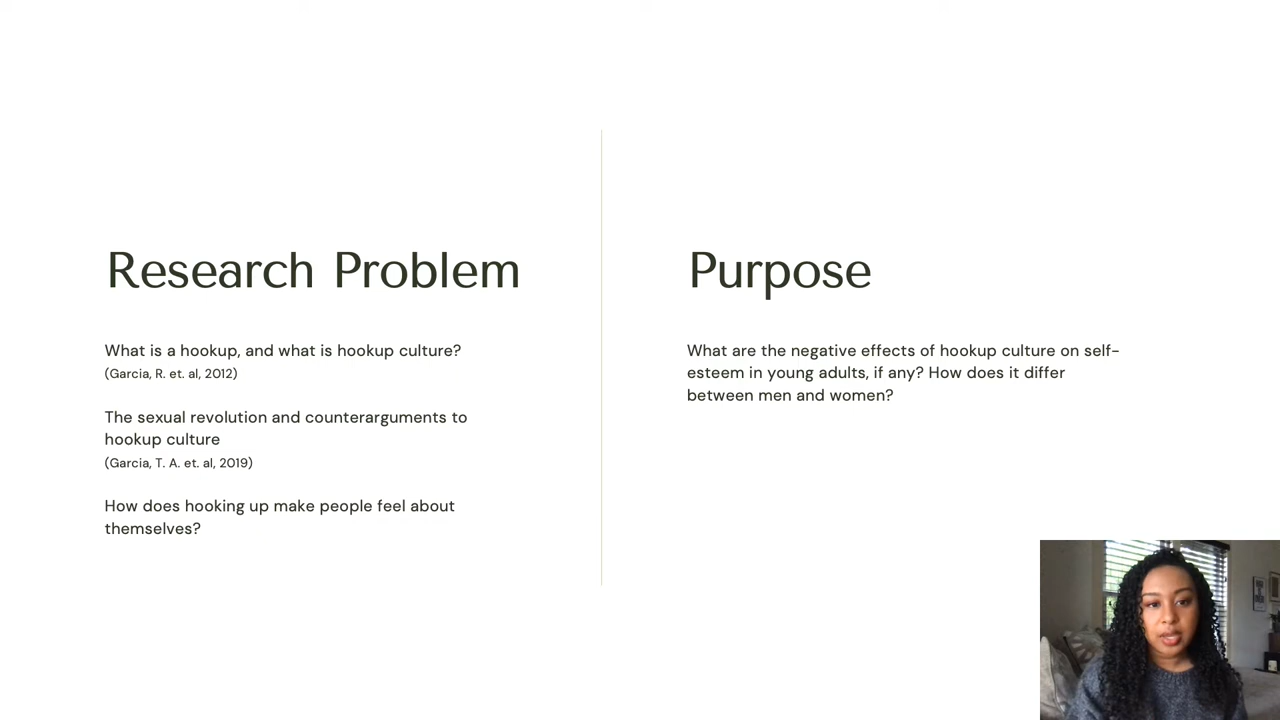 Research Problem
What is a hookup, and what is hookup culture?
(Garcia, R. et. al, 2012)
The sexual revolution and counterarguments to
hookup culture
(Garcia, T. A. et. al, 2019)
How does hooking up make people feel about
themselves?
Purpose
What are the negative effects of hookup culture on self-
esteem in young adults, if any? How does it differ
between men and women?